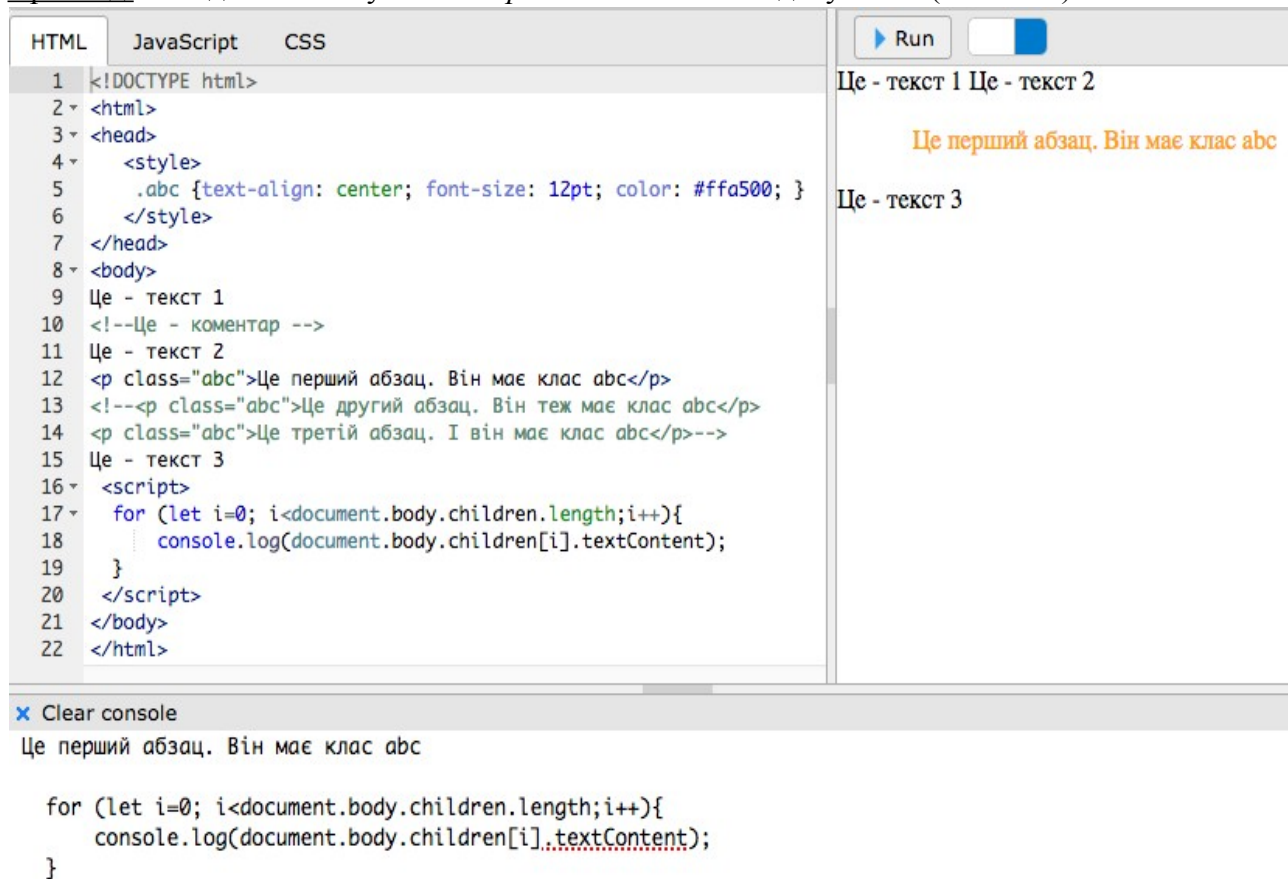 HTML JavaScript CSS Run
1 <!DOCTYPE html>
2 <html>
3 <head>
4 <style>
5 .abc {text-align: center; font-size: 12pt; color: #ffa500; }
6 </style>
7 </head>
8 <body>
9 Це - текст 1
10 <!--Це - коментар -->
11 Це - текст 2
12 <p class="abc">Це перший абзац. Він має клас abc</p>
13 <!--<p class="abc">Це другий абзац. Він теж має клас abc</p>
14 <p class="abc">Це третій абзац. І він має клас abc</p>-->
15 Це - текст 3
16 <script>
17 for (let i=0; i<document.body.children.length;i++){
18 console.log(document.body.children[i].textContent);
19 }
20 </script>
21 </body>
22 </html>
Це - текст 1 Це - текст 2
Це перший абзац. Він має клас abc
Це - текст 3
× Clear console
Це перший абзац. Він має клас abc
for (let i=0; i<document.body.children.length;i++){
console.log(document.body.children[i].textContent);
}